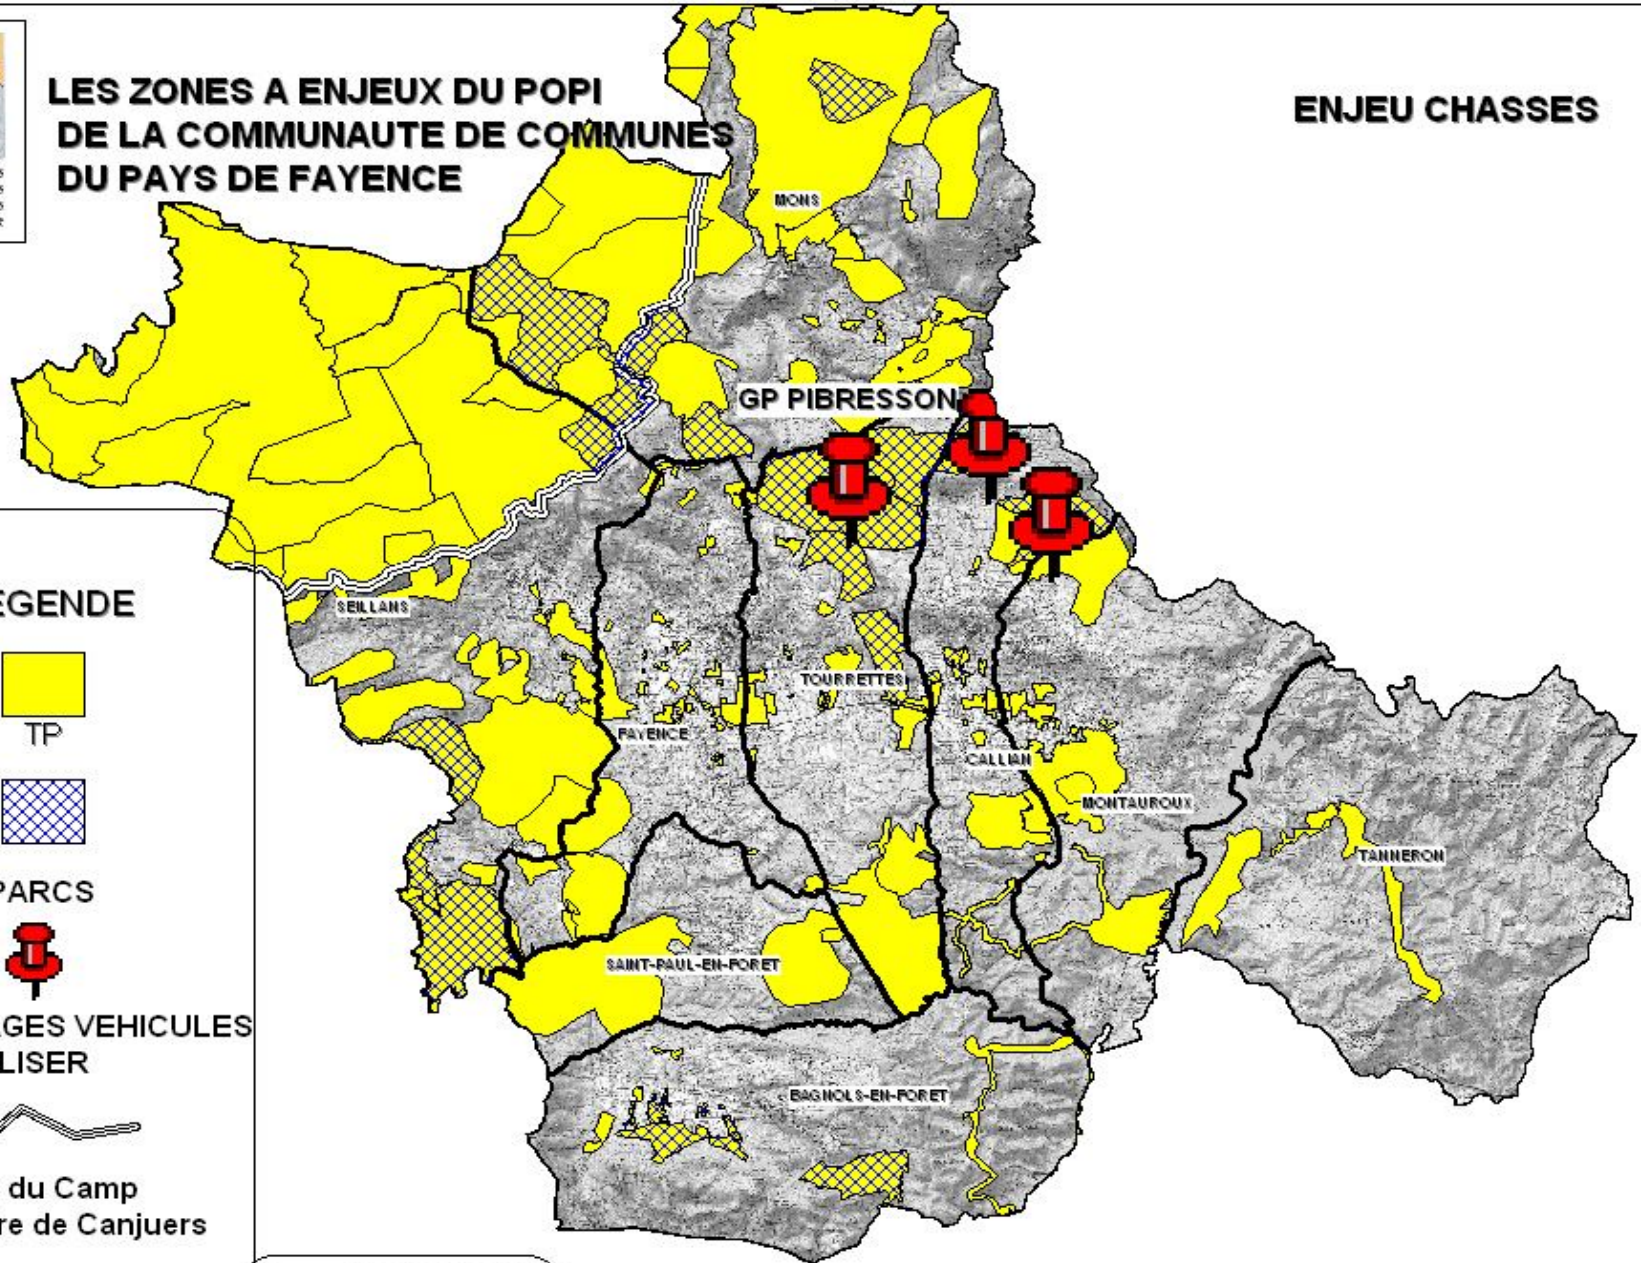 LES ZONES A ENJEUX DU POPI
DE LA COMMUNAUTE DE COMMUNES
DU PAYS DE FAYENCE
ENJEU CHASSES
MONS
GP PIBRESSON
SEILLANS
TOURRETTES
FAYENCE
CALLIAN
MONTAUROUX
TANNERON
SAINT-PAUL-EN-FORET
BAGNOLS-EN-FORET
EGENDE
TP
PARCS
AGES VEHICULES
LISER
du Camp
re de Canjuers